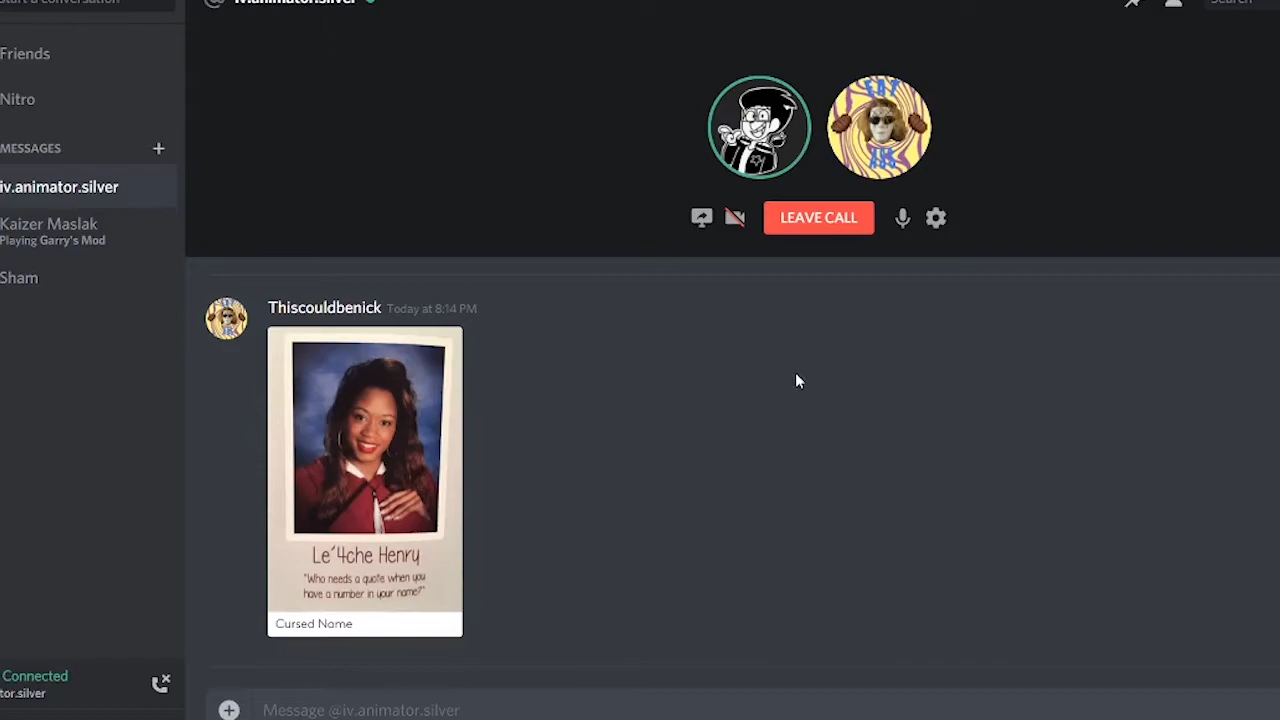 Friends
Nitro
MESSAGES +
iv.animator.silver
Kaizer Maslak
Playing Garry's Mod
Sham
Connected
tor.silver
LEAVE CALL
Thiscouldbenick Today at 8:14 PM
Le´4che Henry
"Who needs a quote when you
have a number in your name?"
Cursed Name
Message @iv.animator.silver